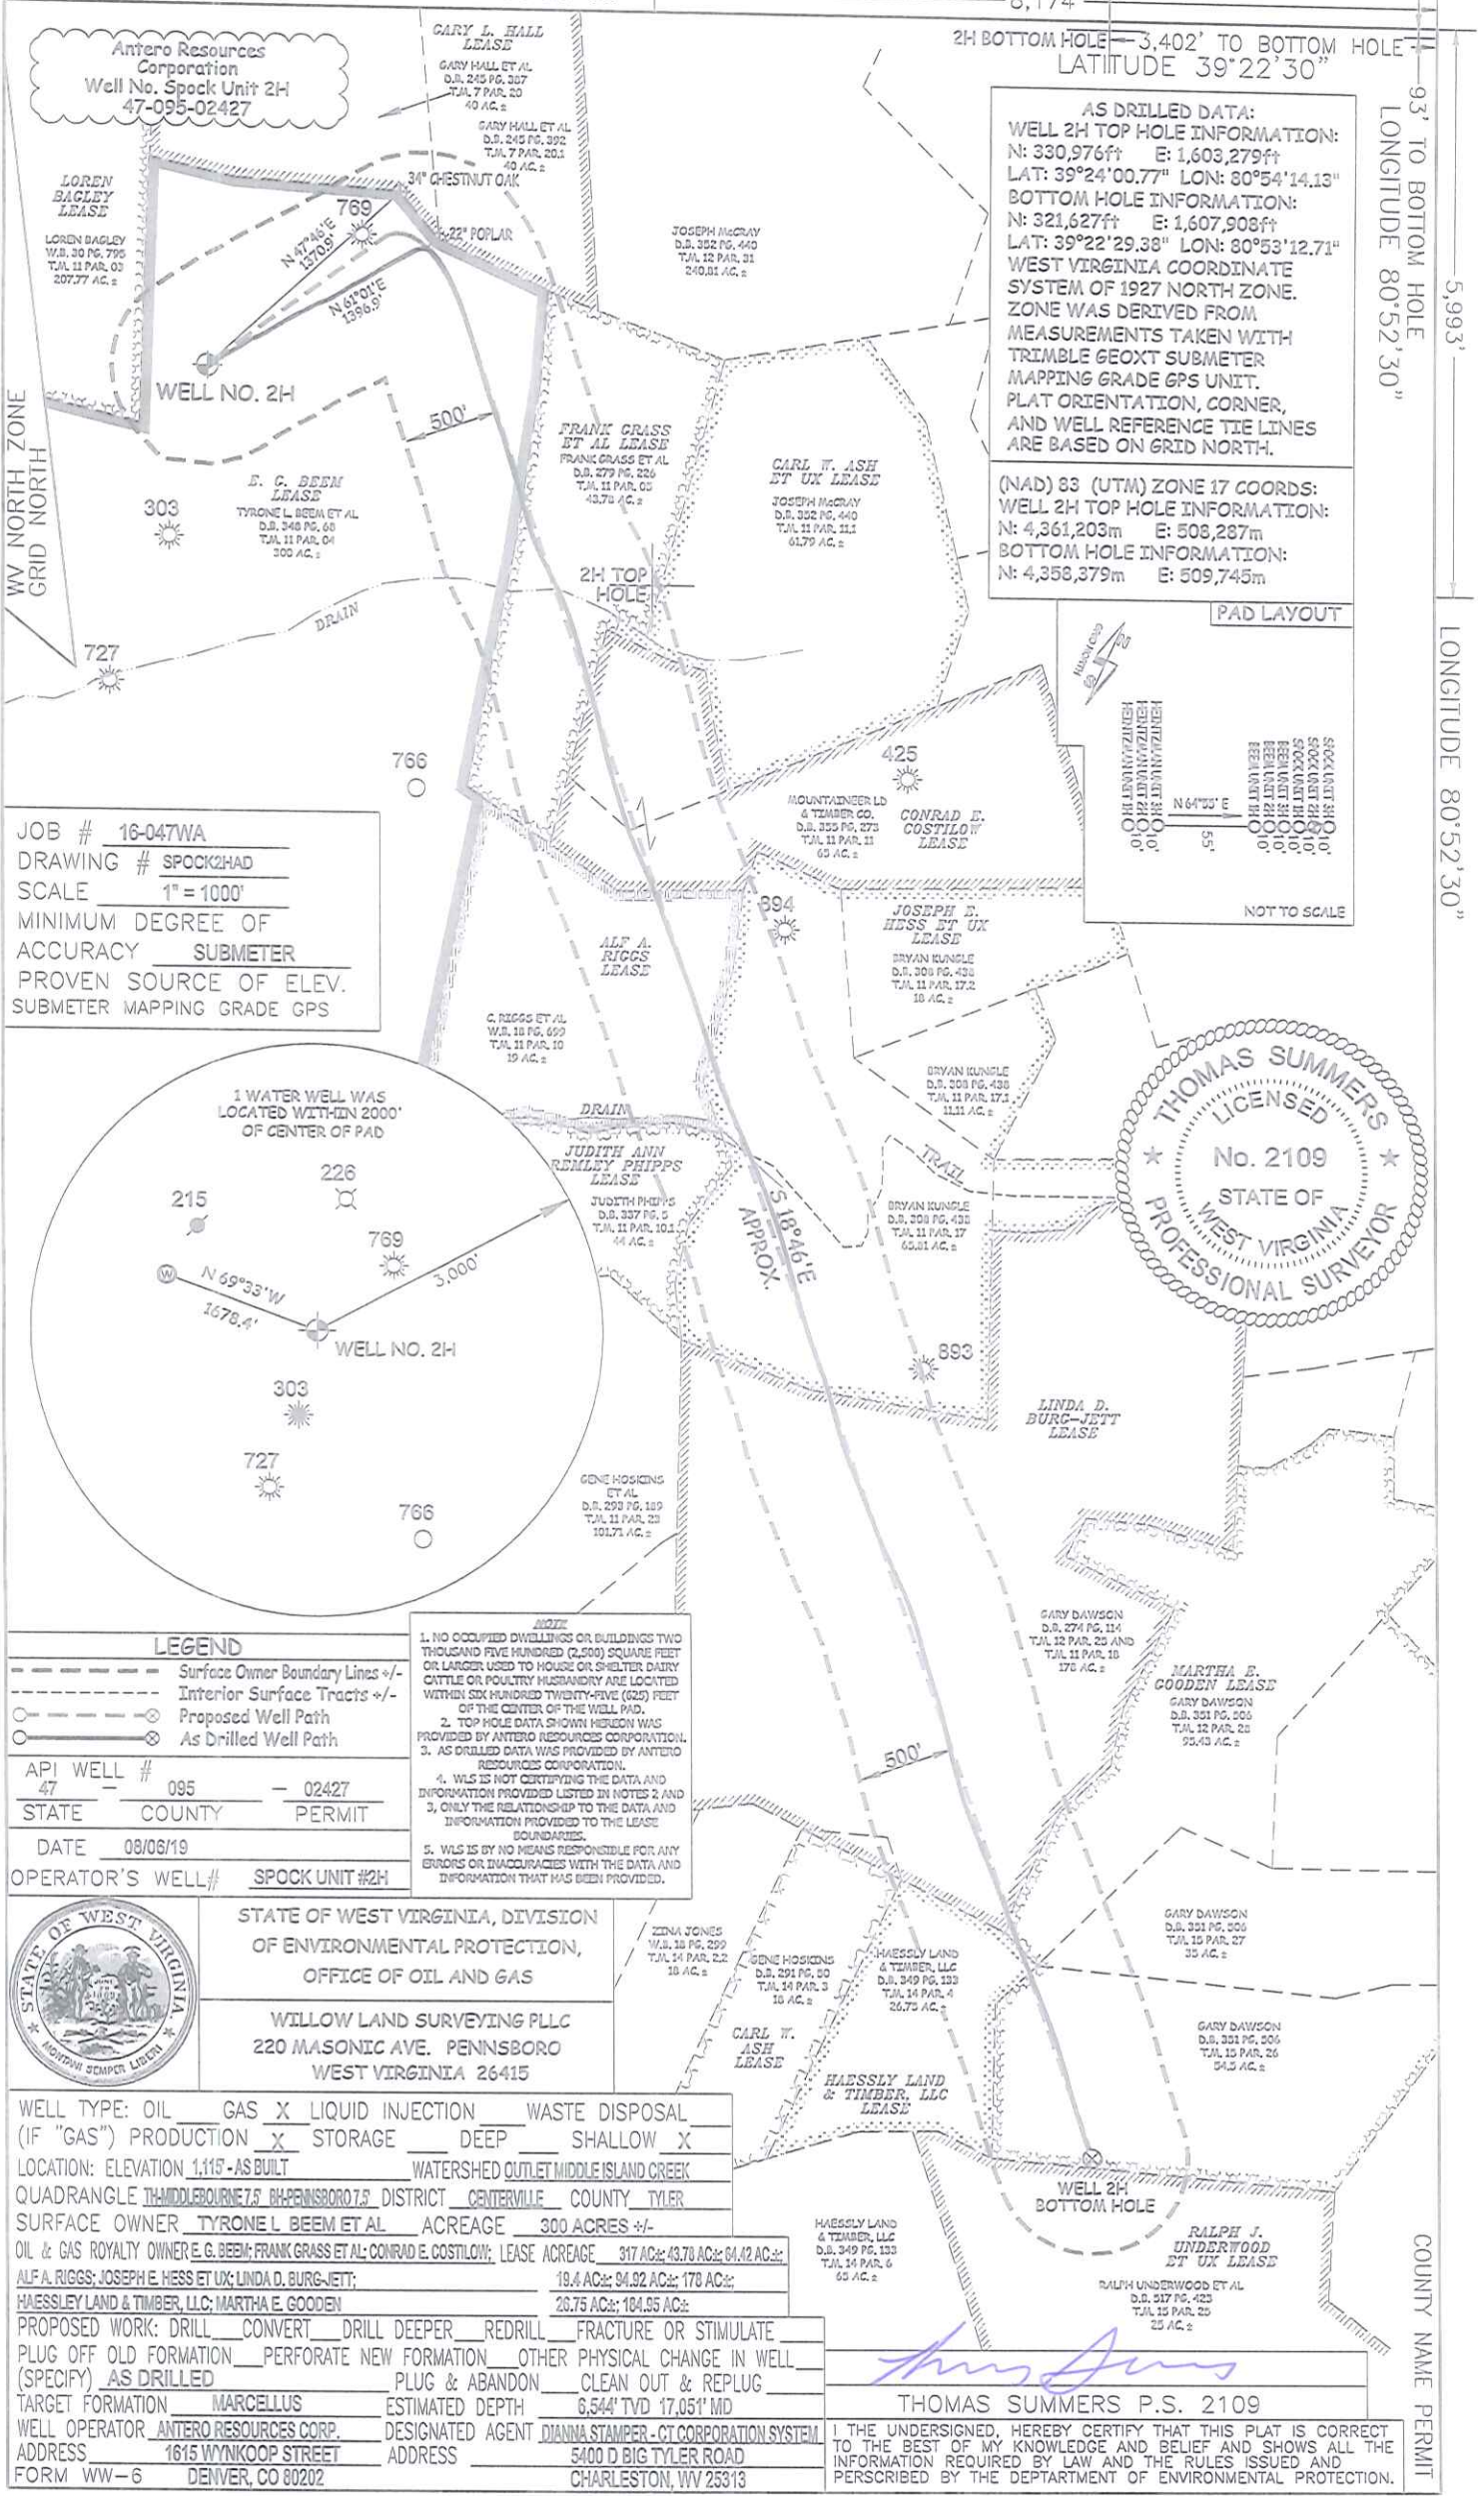 8,174'
2H BOTTOM HOLE 3,402' TO BOTTOM HOLE
LATITUDE 39°22'30"
93' TO BOTTOM HOLE
LONGITUDE 80°52'30"
5,993'
LONGITUDE 80°52'30"
Antero Resources
Corporation
Well No. Spock Unit 2H
47-095-02427
GARY L. HALL
LEASE
GARY HALL ET AL
D.B. 245 PG. 387
T.M. 7 PAR. 20
40 AC.±
GARY HALL ET AL
D.B. 245 PG. 392
T.M. 7 PAR. 20.1
40 AC.±
34" CHESTNUT OAK
22" POPLAR
LOREN
BAGLEY
LEASE
LOREN BAGLEY
W.B. 30 PG. 795
T.M. 11 PAR. 03
207.77 AC.±
769
N 47°46'E
1370.9'
N 61°01'E
1396.9'
WELL NO. 2H
JOSEPH McCRAY
D.B. 352 PG. 440
T.M. 12 PAR. 31
240.81 AC.±
AS DRILLED DATA:
WELL 2H TOP HOLE INFORMATION:
N: 330,976ft E: 1,603,279ft
LAT: 39°24'00.77" LON: 80°54'14.13"
BOTTOM HOLE INFORMATION:
N: 321,627ft E: 1,607,908ft
LAT: 39°22'29.38" LON: 80°53'12.71"
WEST VIRGINIA COORDINATE
SYSTEM OF 1927 NORTH ZONE.
ZONE WAS DERIVED FROM
MEASUREMENTS TAKEN WITH
TRIMBLE GEOXT SUBMETER
MAPPING GRADE GPS UNIT.
PLAT ORIENTATION, CORNER,
AND WELL REFERENCE TIE LINES
ARE BASED ON GRID NORTH.
(NAD) 83 (UTM) ZONE 17 COORDS:
WELL 2H TOP HOLE INFORMATION:
N: 4,361,203m E: 508,287m
BOTTOM HOLE INFORMATION:
N: 4,358,379m E: 509,745m
WV NORTH ZONE
GRID NORTH
500'
FRANK GRASS
ET AL LEASE
FRANK GRASS ET AL
D.B. 279 PG. 226
T.M. 11 PAR. 05
43.78 AC.±
CARL W. ASH
ET UX LEASE
JOSEPH McCRAY
D.B. 352 PG. 440
T.M. 11 PAR. 11.1
61.79 AC.±
303
E. G. BEEM
LEASE
TYRONE L. BEEM ET AL
D.B. 348 PG. 68
T.M. 11 PAR. 04
300 AC.±
2H TOP
HOLE
DRAIN
727
PAD LAYOUT
GRID NORTH
HEINTZMAN UNIT 1H
HEINTZMAN UNIT 2H
HEINTZMAN UNIT 3H
10'
10'
N 64°55' E
55'
BEEM UNIT 1H
BEEM UNIT 2H
BEEM UNIT 3H
SPOCK UNIT 1H
SPOCK UNIT 2H
SPOCK UNIT 3H
10'
10'
10'
10'
10'
NOT TO SCALE
766
425
MOUNTAINEER LD
& TIMBER CO.
D.B. 355 PG. 273
T.M. 11 PAR. 11
65 AC.±
CONRAD E.
COSTILOW
LEASE
JOB # 16-047WA
DRAWING # SPOCK2HAD
SCALE 1" = 1000'
MINIMUM DEGREE OF
ACCURACY SUBMETER
PROVEN SOURCE OF ELEV.
SUBMETER MAPPING GRADE GPS
894
JOSEPH E.
HESS ET UX
LEASE
BRYAN KUNGLE
D.B. 308 PG. 438
T.M. 11 PAR. 17.2
18 AC.±
ALF A.
RIGGS
LEASE
C. RIGGS ET AL
W.B. 18 PG. 699
T.M. 11 PAR. 10
19 AC.±
BRYAN KUNGLE
D.B. 308 PG. 438
T.M. 11 PAR. 17.1
11.11 AC.±
THOMAS SUMMERS
LICENSED
No. 2109
STATE OF
WEST VIRGINIA
PROFESSIONAL SURVEYOR
1 WATER WELL WAS
LOCATED WITHIN 2000'
OF CENTER OF PAD
DRAIN
JUDITH ANN
REMLEY PHIPPS
LEASE
JUDITH PHIPPS
D.B. 337 PG. 5
T.M. 11 PAR. 10.1
44 AC.±
TRAIL
BRYAN KUNGLE
D.B. 308 PG. 438
T.M. 11 PAR. 17
65.81 AC.±
S 18°46'E
APPROX.
226
215
769
W
N 69°33'W
1678.4'
3,000'
WELL NO. 2H
303
727
766
893
LINDA D.
BURG-JETT
LEASE
GENE HOSKINS
ET AL
D.B. 293 PG. 189
T.M. 11 PAR. 23
101.71 AC.±
GARY DAWSON
D.B. 274 PG. 114
T.M. 12 PAR. 25 AND
T.M. 11 PAR. 18
178 AC.±
MARTHA E.
GOODEN LEASE
GARY DAWSON
D.B. 351 PG. 506
T.M. 12 PAR. 28
95.43 AC.±
LEGEND
Surface Owner Boundary Lines +/-
Interior Surface Tracts +/-
Proposed Well Path
As Drilled Well Path
API WELL #
47 - 095 - 02427
STATE COUNTY PERMIT
DATE 08/06/19
OPERATOR'S WELL# SPOCK UNIT #2H
NOTE
1. NO OCCUPIED DWELLINGS OR BUILDINGS TWO
THOUSAND FIVE HUNDRED (2,500) SQUARE FEET
OR LARGER USED TO HOUSE OR SHELTER DAIRY
CATTLE OR POULTRY HUSBANDRY ARE LOCATED
WITHIN SIX HUNDRED TWENTY-FIVE (625) FEET
OF THE CENTER OF THE WELL PAD.
2. TOP HOLE DATA SHOWN HEREON WAS
PROVIDED BY ANTERO RESOURCES CORPORATION.
3. AS DRILLED DATA WAS PROVIDED BY ANTERO
RESOURCES CORPORATION.
4. WLS IS NOT CERTIFYING THE DATA AND
INFORMATION PROVIDED LISTED IN NOTES 2 AND
3, ONLY THE RELATIONSHIP TO THE DATA AND
INFORMATION PROVIDED TO THE LEASE
BOUNDARIES.
5. WLS IS BY NO MEANS RESPONSIBLE FOR ANY
ERRORS OR INACCURACIES WITH THE DATA AND
INFORMATION THAT HAS BEEN PROVIDED.
500'
STATE OF WEST VIRGINIA
MONTANI SEMPER LIBERI
STATE OF WEST VIRGINIA, DIVISION
OF ENVIRONMENTAL PROTECTION,
OFFICE OF OIL AND GAS
WILLOW LAND SURVEYING PLLC
220 MASONIC AVE. PENNSBORO
WEST VIRGINIA 26415
ZINA JONES
W.B. 18 PG. 299
T.M. 14 PAR. 2.2
18 AC.±
GENE HOSKINS
D.B. 291 PG. 80
T.M. 14 PAR. 3
18 AC.±
HAESSLY LAND
& TIMBER, LLC
D.B. 349 PG. 133
T.M. 14 PAR. 4
26.75 AC.±
GARY DAWSON
D.B. 351 PG. 506
T.M. 15 PAR. 27
35 AC.±
GARY DAWSON
D.B. 351 PG. 506
T.M. 15 PAR. 26
54.5 AC.±
CARL W.
ASH
LEASE
HAESSLY LAND
& TIMBER, LLC
LEASE
WELL 2H
BOTTOM HOLE
HAESSLY LAND
& TIMBER, LLC
D.B. 349 PG. 133
T.M. 14 PAR. 6
65 AC.±
RALPH J.
UNDERWOOD
ET UX LEASE
RALPH UNDERWOOD ET AL
D.B. 517 PG. 423
T.M. 15 PAR. 25
25 AC.±
WELL TYPE: OIL GAS X LIQUID INJECTION WASTE DISPOSAL
(IF "GAS") PRODUCTION X STORAGE DEEP SHALLOW X
LOCATION: ELEVATION 1,115' - AS BUILT WATERSHED OUTLET MIDDLE ISLAND CREEK
QUADRANGLE TH-MIDDLEBOURNE 7.5' BH-PENNSBORO 7.5' DISTRICT CENTERVILLE COUNTY TYLER
SURFACE OWNER TYRONE L BEEM ET AL ACREAGE 300 ACRES +/-
OIL & GAS ROYALTY OWNER E. G. BEEM; FRANK GRASS ET AL; CONRAD E. COSTILOW; LEASE ACREAGE 317 AC±; 43.78 AC±; 64.42 AC±;
ALF A. RIGGS; JOSEPH E. HESS ET UX; LINDA D. BURG-JETT; 19.4 AC±; 94.92 AC±; 178 AC±;
HAESSLEY LAND & TIMBER, LLC; MARTHA E. GOODEN 26.75 AC±; 184.95 AC±
PROPOSED WORK: DRILL CONVERT DRILL DEEPER REDRILL FRACTURE OR STIMULATE
PLUG OFF OLD FORMATION PERFORATE NEW FORMATION OTHER PHYSICAL CHANGE IN WELL
(SPECIFY) AS DRILLED PLUG & ABANDON CLEAN OUT & REPLUG
TARGET FORMATION MARCELLUS ESTIMATED DEPTH 6,544' TVD 17,051' MD
WELL OPERATOR ANTERO RESOURCES CORP. DESIGNATED AGENT DIANNA STAMPER - CT CORPORATION SYSTEM
ADDRESS 1615 WYNKOOP STREET ADDRESS 5400 D BIG TYLER ROAD
FORM WW-6 DENVER, CO 80202 CHARLESTON, WV 25313
THOMAS SUMMERS P.S. 2109
I THE UNDERSIGNED, HEREBY CERTIFY THAT THIS PLAT IS CORRECT
TO THE BEST OF MY KNOWLEDGE AND BELIEF AND SHOWS ALL THE
INFORMATION REQUIRED BY LAW AND THE RULES ISSUED AND
PERSCRIBED BY THE DEPTARTMENT OF ENVIRONMENTAL PROTECTION.
COUNTY NAME PERMIT